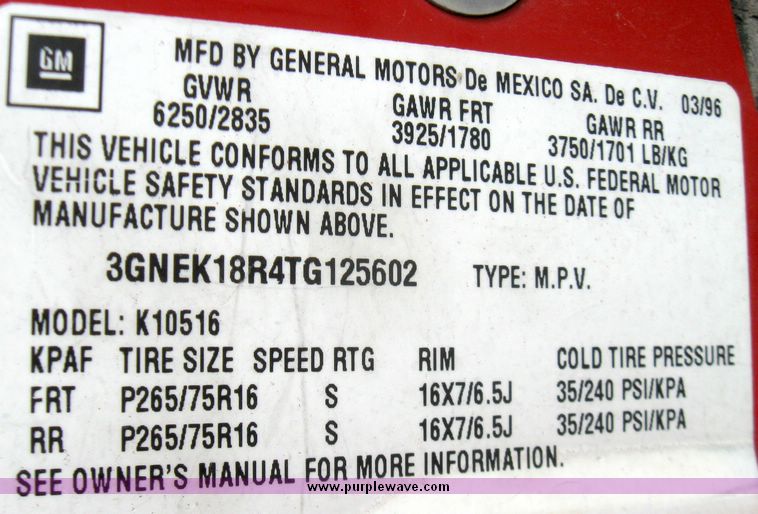 GM
MFD BY GENERAL MOTORS De MEXICO SA. De C.V. 03/96
GVWR GAWR FRT GAWR RR
6250/2835 3925/1780 3750/1701 LB/KG
THIS VEHICLE CONFORMS TO ALL APPLICABLE U.S. FEDERAL MOTOR
VEHICLE SAFETY STANDARDS IN EFFECT ON THE DATE OF
MANUFACTURE SHOWN ABOVE.
3GNEK18R4TG125602 TYPE: M.P.V.
MODEL: K10516
KPAF TIRE SIZE SPEED RTG RIM COLD TIRE PRESSURE
FRT P265/75R16 S 16X7/6.5J 35/240 PSI/KPA
RR P265/75R16 S 16X7/6.5J 35/240 PSI/KPA
SEE OWNER'S MANUAL FOR MORE INFORMATION.
www.purplewave.com